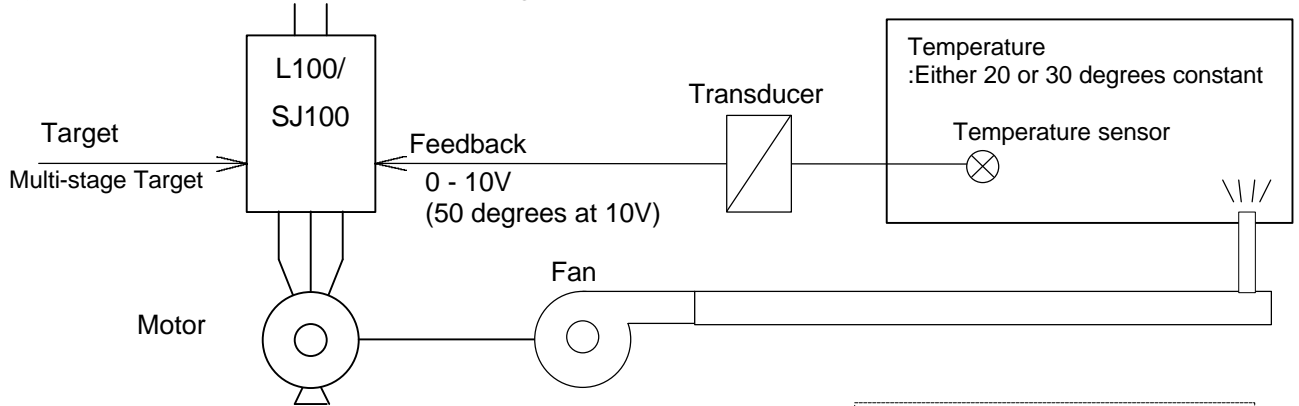 L100/
SJ100
Temperature
:Either 20 or 30 degrees constant
Transducer
Target
Temperature sensor
Feedback
Multi-stage Target
0 - 10V
(50 degrees at 10V)
Fan
Motor